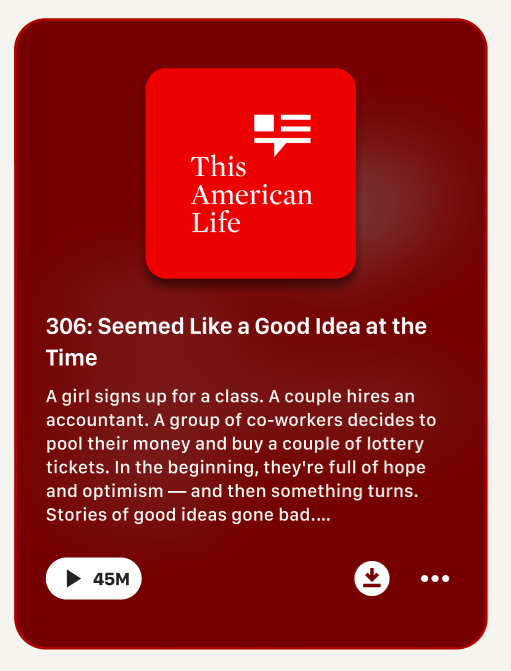 This
American
Life
306: Seemed Like a Good Idea at the
Time
A girl signs up for a class. A couple hires an
accountant. A group of co-workers decides to
pool their money and buy a couple of lottery
tickets. In the beginning, they're full of hope
and optimism — and then something turns.
Stories of good ideas gone bad....
45M